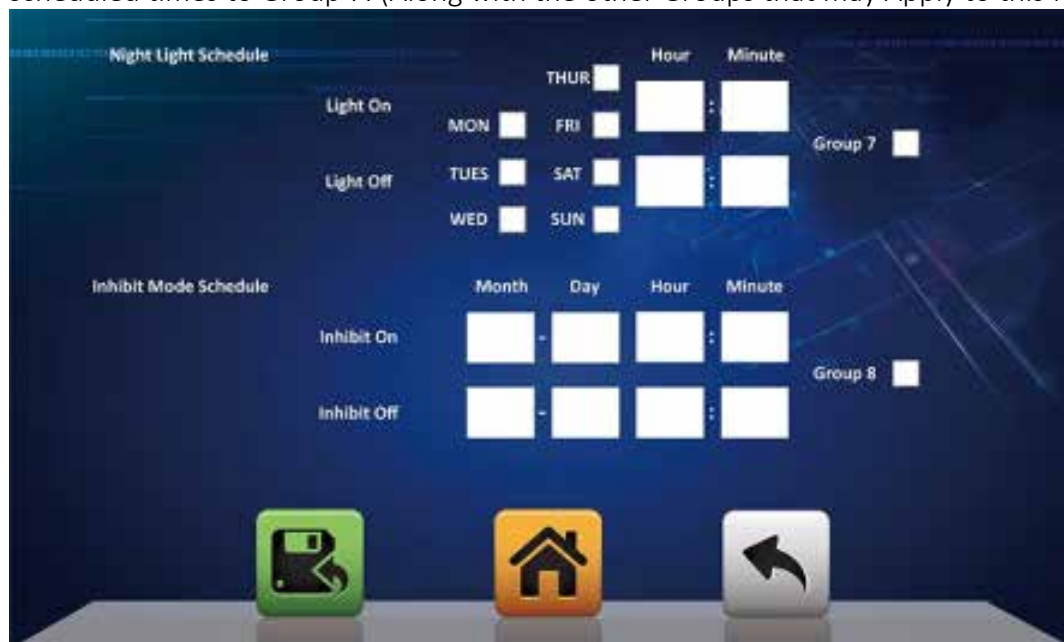 Night Light Schedule
Hour Minute
THUR
Light On
:
MON FRI
Group 7
TUES SAT
Light Off
:
WED SUN
Inhibit Mode Schedule
Month Day Hour Minute
Inhibit On
- :
Group 8
Inhibit Off
- :